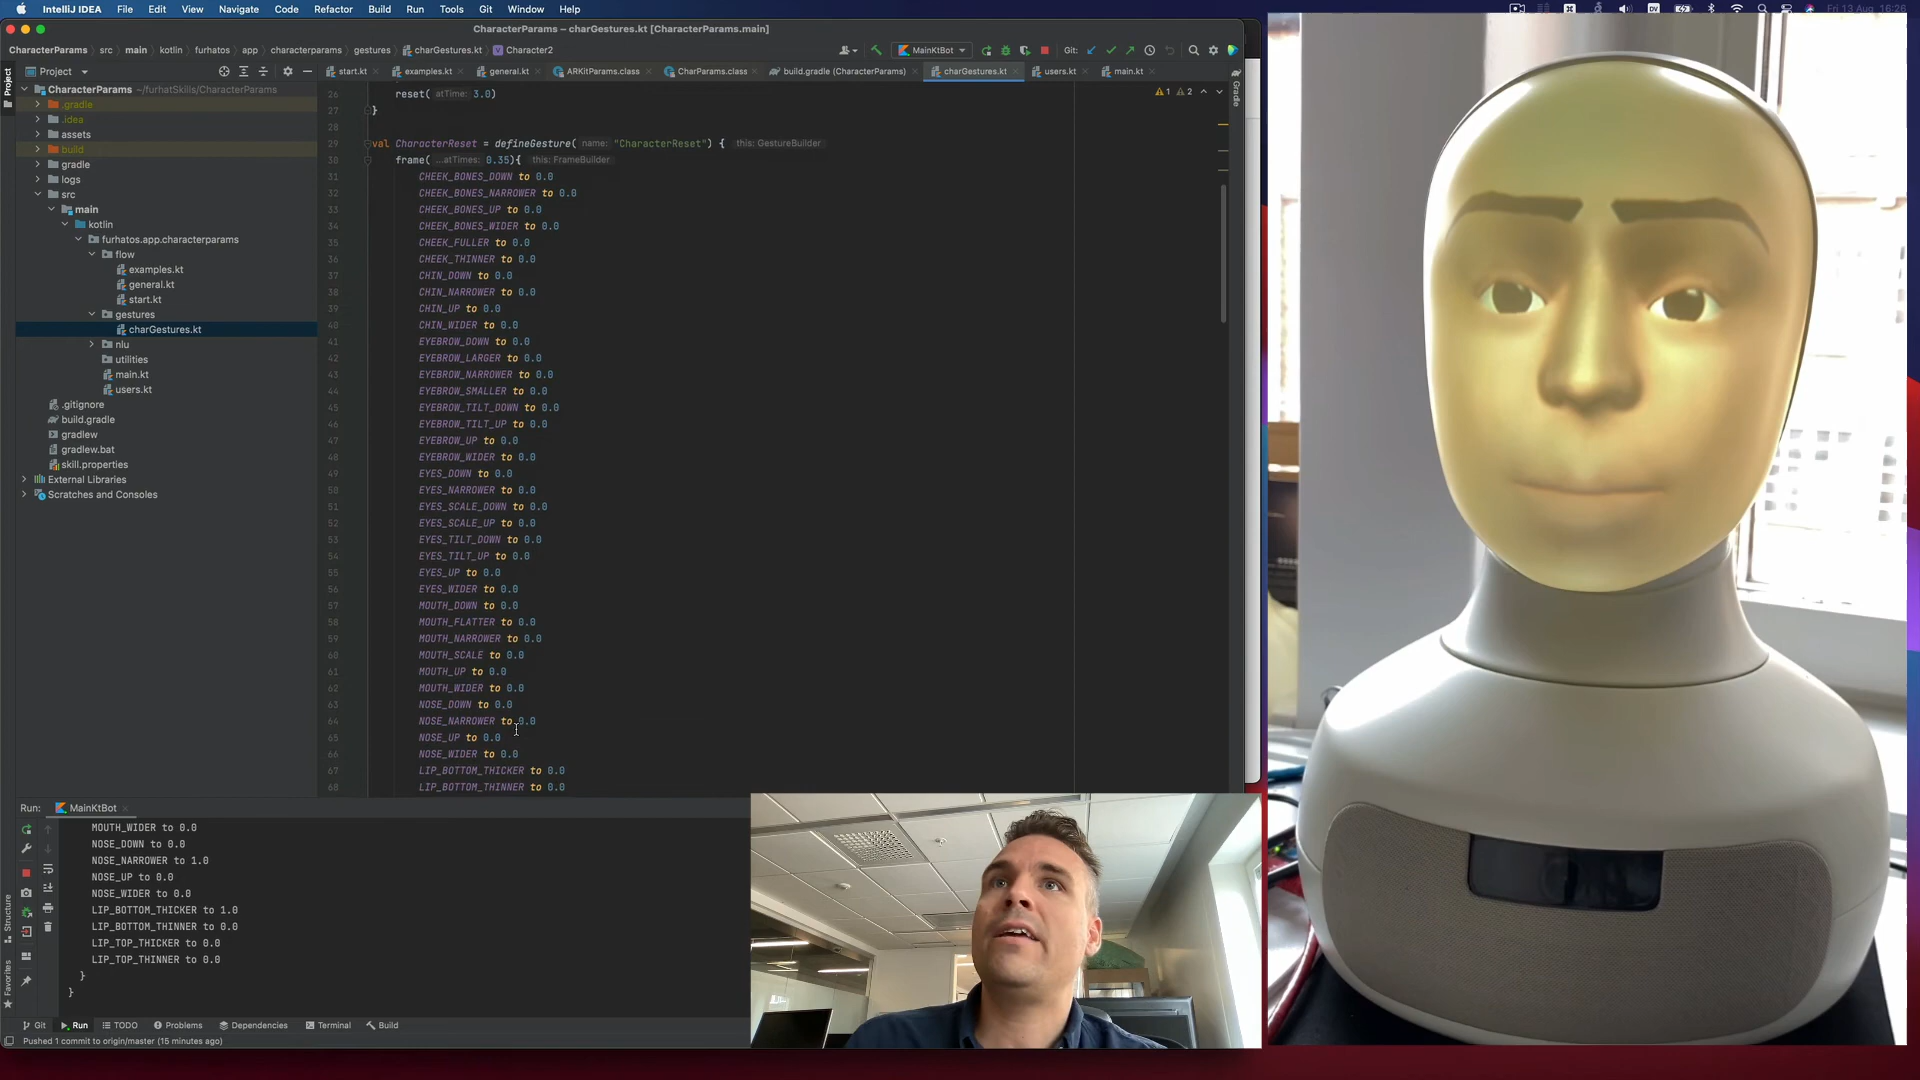 IntelliJ IDEA File Edit View Navigate Code Refactor Build Run Tools Git Window Help
DV Fri 13 Aug 16:26
CharacterParams – charGestures.kt [CharacterParams.main]
CharacterParams src main kotlin furhatos app characterparams gestures charGestures.kt Character2
MainKtBot Git:
Project
start.kt examples.kt general.kt ARKitParams.class CharParams.class build.gradle (CharacterParams) charGestures.kt users.kt main.kt
Project
Gradle
Structure
Favorites
CharacterParams ~/furhatSkills/CharacterParams
.gradle
.idea
assets
build
gradle
logs
src
main
kotlin
furhatos.app.characterparams
flow
examples.kt
general.kt
start.kt
gestures
charGestures.kt
nlu
utilities
main.kt
users.kt
.gitignore
build.gradle
gradlew
gradlew.bat
skill.properties
External Libraries
Scratches and Consoles
1 2
26 reset( atTime: 3.0)
27 }
28
29 val CharacterReset = defineGesture( name: "CharacterReset") { this: GestureBuilder
30 frame( ...atTimes: 0.35){ this: FrameBuilder
31 CHEEK_BONES_DOWN to 0.0
32 CHEEK_BONES_NARROWER to 0.0
33 CHEEK_BONES_UP to 0.0
34 CHEEK_BONES_WIDER to 0.0
35 CHEEK_FULLER to 0.0
36 CHEEK_THINNER to 0.0
37 CHIN_DOWN to 0.0
38 CHIN_NARROWER to 0.0
39 CHIN_UP to 0.0
40 CHIN_WIDER to 0.0
41 EYEBROW_DOWN to 0.0
42 EYEBROW_LARGER to 0.0
43 EYEBROW_NARROWER to 0.0
44 EYEBROW_SMALLER to 0.0
45 EYEBROW_TILT_DOWN to 0.0
46 EYEBROW_TILT_UP to 0.0
47 EYEBROW_UP to 0.0
48 EYEBROW_WIDER to 0.0
49 EYES_DOWN to 0.0
50 EYES_NARROWER to 0.0
51 EYES_SCALE_DOWN to 0.0
52 EYES_SCALE_UP to 0.0
53 EYES_TILT_DOWN to 0.0
54 EYES_TILT_UP to 0.0
55 EYES_UP to 0.0
56 EYES_WIDER to 0.0
57 MOUTH_DOWN to 0.0
58 MOUTH_FLATTER to 0.0
59 MOUTH_NARROWER to 0.0
60 MOUTH_SCALE to 0.0
61 MOUTH_UP to 0.0
62 MOUTH_WIDER to 0.0
63 NOSE_DOWN to 0.0
64 NOSE_NARROWER to 0.0
65 NOSE_UP to 0.0
66 NOSE_WIDER to 0.0
67 LIP_BOTTOM_THICKER to 0.0
68 LIP_BOTTOM_THINNER to 0.0
Run: MainKtBot
MOUTH_WIDER to 0.0
NOSE_DOWN to 0.0
NOSE_NARROWER to 1.0
NOSE_UP to 0.0
NOSE_WIDER to 0.0
LIP_BOTTOM_THICKER to 1.0
LIP_BOTTOM_THINNER to 0.0
LIP_TOP_THICKER to 0.0
LIP_TOP_THINNER to 0.0
}
}
Git Run TODO Problems Dependencies Terminal Build
Pushed 1 commit to origin/master (15 minutes ago)